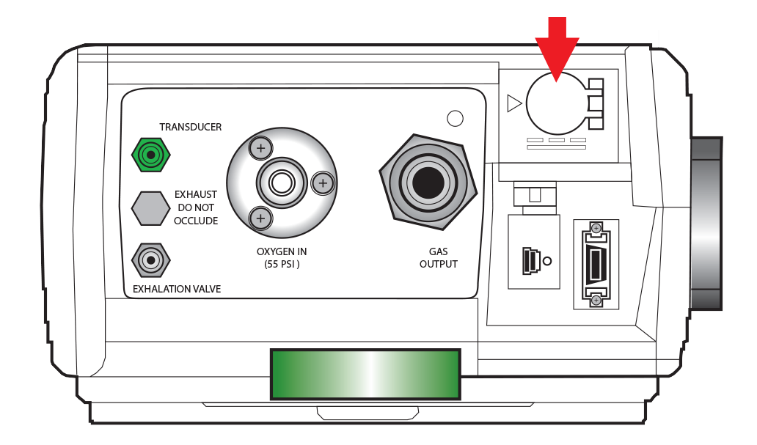 TRANSDUCER
EXHAUST
DO NOT
OCCLUDE
EXHALATION VALVE
OXYGEN IN
(55 PSI )
GAS
OUTPUT